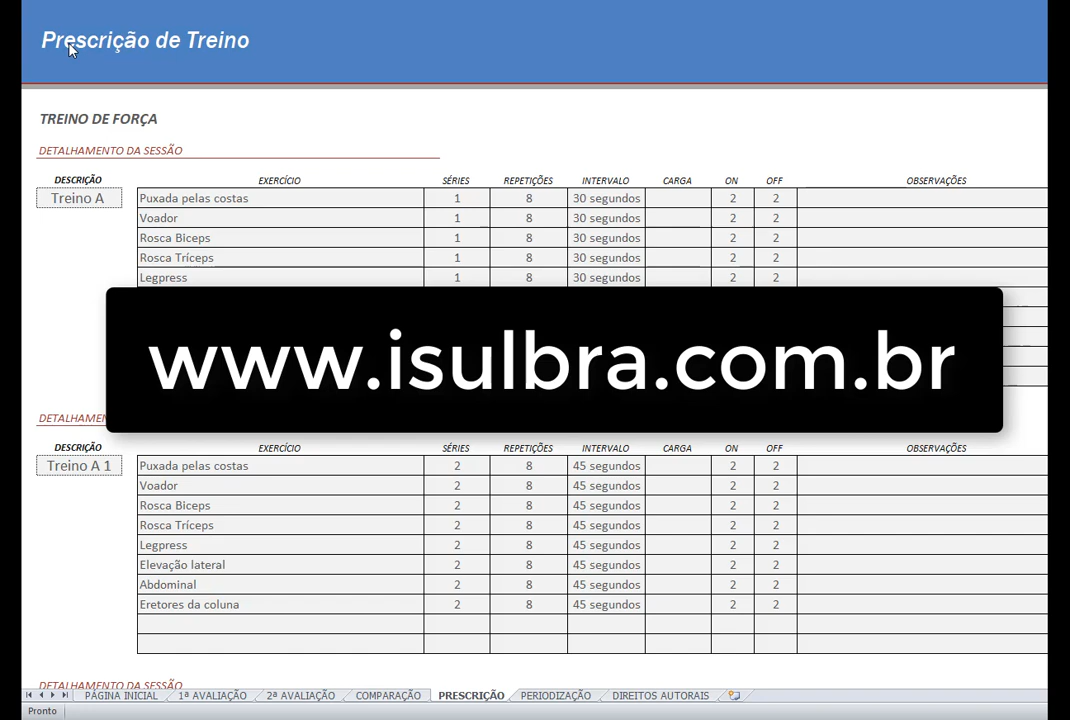 Prescrição de Treino
TREINO DE FORÇA
DETALHAMENTO DA SESSÃO
DESCRIÇÃO EXERCÍCIO SÉRIES REPETIÇÕES INTERVALO CARGA ON OFF OBSERVAÇÕES
Treino A Puxada pelas costas 1 8 30 segundos 2 2
Voador 1 8 30 segundos 2 2
Rosca Biceps 1 8 30 segundos 2 2
Rosca Tríceps 1 8 30 segundos 2 2
Legpress 1 8 30 segundos 2 2
www.isulbra.com.br
DESCRIÇÃO EXERCÍCIO SÉRIES REPETIÇÕES INTERVALO CARGA ON OFF OBSERVAÇÕES
Treino A 1 Puxada pelas costas 2 8 45 segundos 2 2
Voador 2 8 45 segundos 2 2
Rosca Biceps 2 8 45 segundos 2 2
Rosca Tríceps 2 8 45 segundos 2 2
Legpress 2 8 45 segundos 2 2
Elevação lateral 2 8 45 segundos 2 2
Abdominal 2 8 45 segundos 2 2
Eretores da coluna 2 8 45 segundos 2 2
DETALHAMENTO DA SESSÃO
PÁGINA INICIAL 1ª AVALIAÇÃO 2ª AVALIAÇÃO COMPARAÇÃO PRESCRIÇÃO PERIODIZAÇÃO DIREITOS AUTORAIS
Pronto